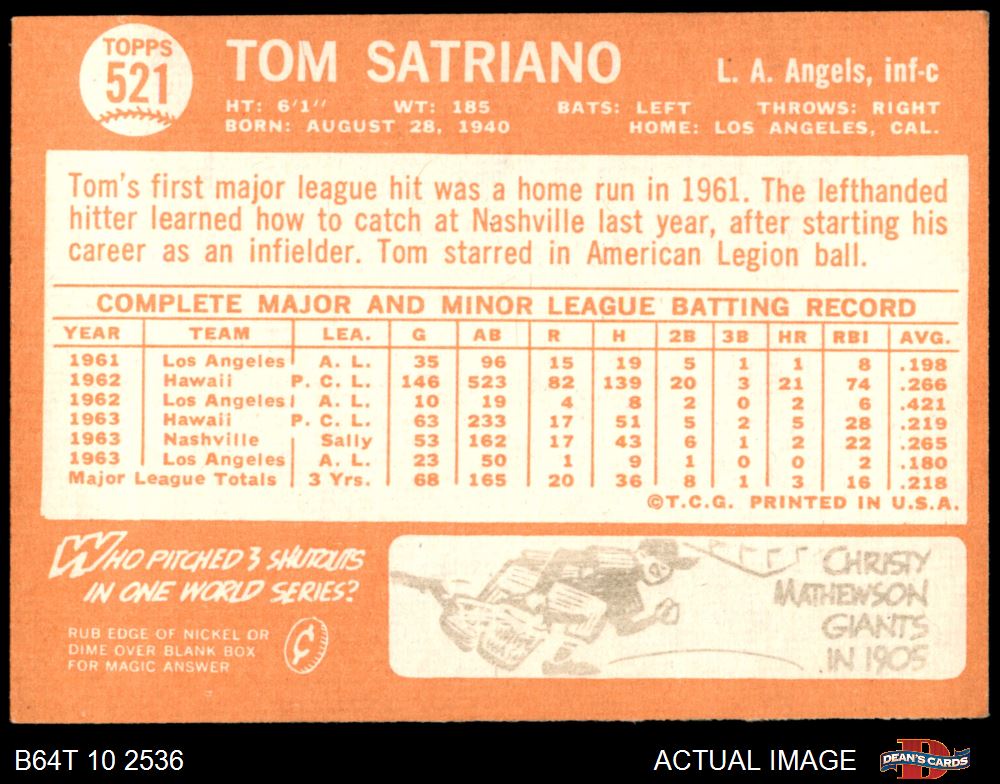 TOPPS
521
TOM SATRIANO
L. A. Angels, inf-c
HT: 6'1" WT: 185 BATS: LEFT THROWS: RIGHT
BORN: AUGUST 28, 1940 HOME: LOS ANGELES, CAL.
Tom's first major league hit was a home run in 1961. The lefthanded
hitter learned how to catch at Nashville last year, after starting his
career as an infielder. Tom starred in American Legion ball.
COMPLETE MAJOR AND MINOR LEAGUE BATTING RECORD
YEAR TEAM LEA. G AB R H 2B 3B HR RBI AVG.
1961 Los Angeles A. L. 35 96 15 19 5 1 1 8 .198
1962 Hawaii P. C. L. 146 523 82 139 20 3 21 74 .266
1962 Los Angeles A. L. 10 19 4 8 2 0 2 6 .421
1963 Hawaii P. C. L. 63 233 17 51 5 2 5 28 .219
1963 Nashville Sally 53 162 17 43 6 1 2 22 .265
1963 Los Angeles A. L. 23 50 1 9 1 0 0 2 .180
Major League Totals 3 Yrs. 68 165 20 36 8 1 3 16 .218
©T.C.G. PRINTED IN U.S.A.
WHO PITCHED 3 SHUTOUTS
IN ONE WORLD SERIES?
RUB EDGE OF NICKEL OR
DIME OVER BLANK BOX
FOR MAGIC ANSWER
¢
CHRISTY
MATHEWSON
GIANTS
IN 1905
B64T 10 2536
ACTUAL IMAGE
DEAN'S CARDS